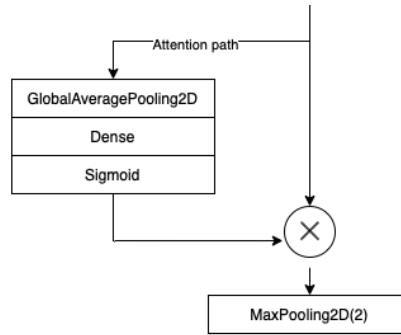 Attention path
GlobalAveragePooling2D
Dense
Sigmoid
MaxPooling2D(2)